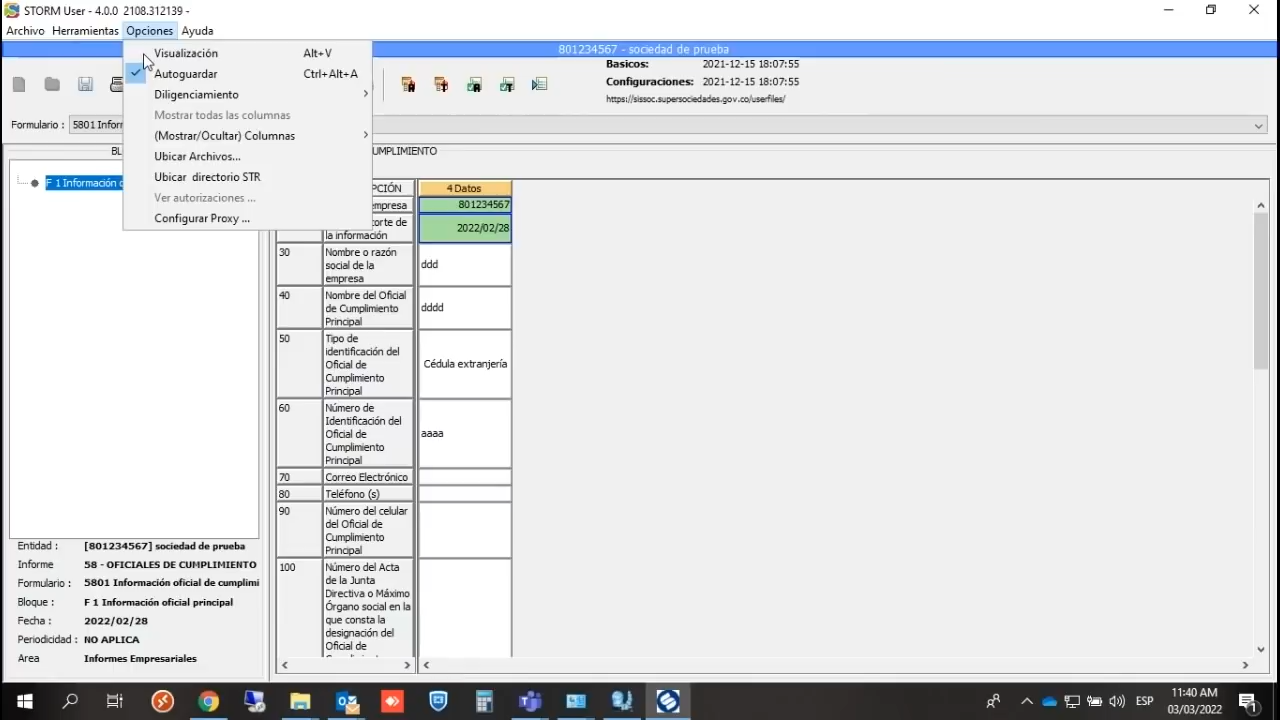 STORM User - 4.0.0 2108.312139 -
Archivo Herramientas Opciones Ayuda
801234567 - sociedad de prueba
Visualización Alt+V
Autoguardar Ctrl+Alt+A
Diligenciamiento
Mostrar todas las columnas
(Mostrar/Ocultar) Columnas
Ubicar Archivos...
Ubicar directorio STR
Ver autorizaciones ...
Configurar Proxy ...
Basicos: 2021-12-15 18:07:55
Configuraciones: 2021-12-15 18:07:55
https://sissoc.supersociedades.gov.co/userfiles/
Formulario : 5801 Inforr
BL
UMPLIMIENTO
F 1 Información o
PCIÓN 4 Datos
empresa 801234567
corte de
la información
2022/02/28
30 Nombre o razón
social de la
empresa
ddd
40 Nombre del Oficial
de Cumplimiento
Principal
dddd
50 Tipo de
identificación del
Oficial de
Cumplimiento
Principal
Cédula extranjería
60 Número de
Identificación del
Oficial de
Cumplimiento
Principal
aaaa
70 Correo Electrónico
80 Teléfono (s)
90 Número del celular
del Oficial de
Cumplimiento
Principal
100 Número del Acta
de la Junta
Directiva o Máximo
Órgano social en la
que consta la
designación del
Oficial de
Entidad : [801234567] sociedad de prueba
Informe 58 - OFICIALES DE CUMPLIMIENTO
Formulario : 5801 Información oficial de cumplimi
Bloque : F 1 Información oficial principal
Fecha : 2022/02/28
Periodicidad : NO APLICA
Area Informes Empresariales
ESP
11:40 AM
03/03/2022
1